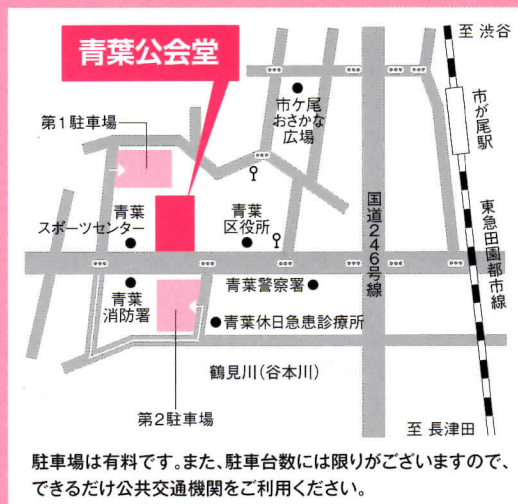 青葉公会堂
至 渋谷
市ケ尾
おさかな
広場
市が尾駅
第1駐車場
国道246号線
東急田園都市線
青葉
スポーツセンター
青葉
区役所
青葉
消防署
青葉警察署
青葉休日急患診療所
鶴見川(谷本川)
第2駐車場
至 長津田
駐車場は有料です。また、駐車台数には限りがございますので、
できるだけ公共交通機関をご利用ください。